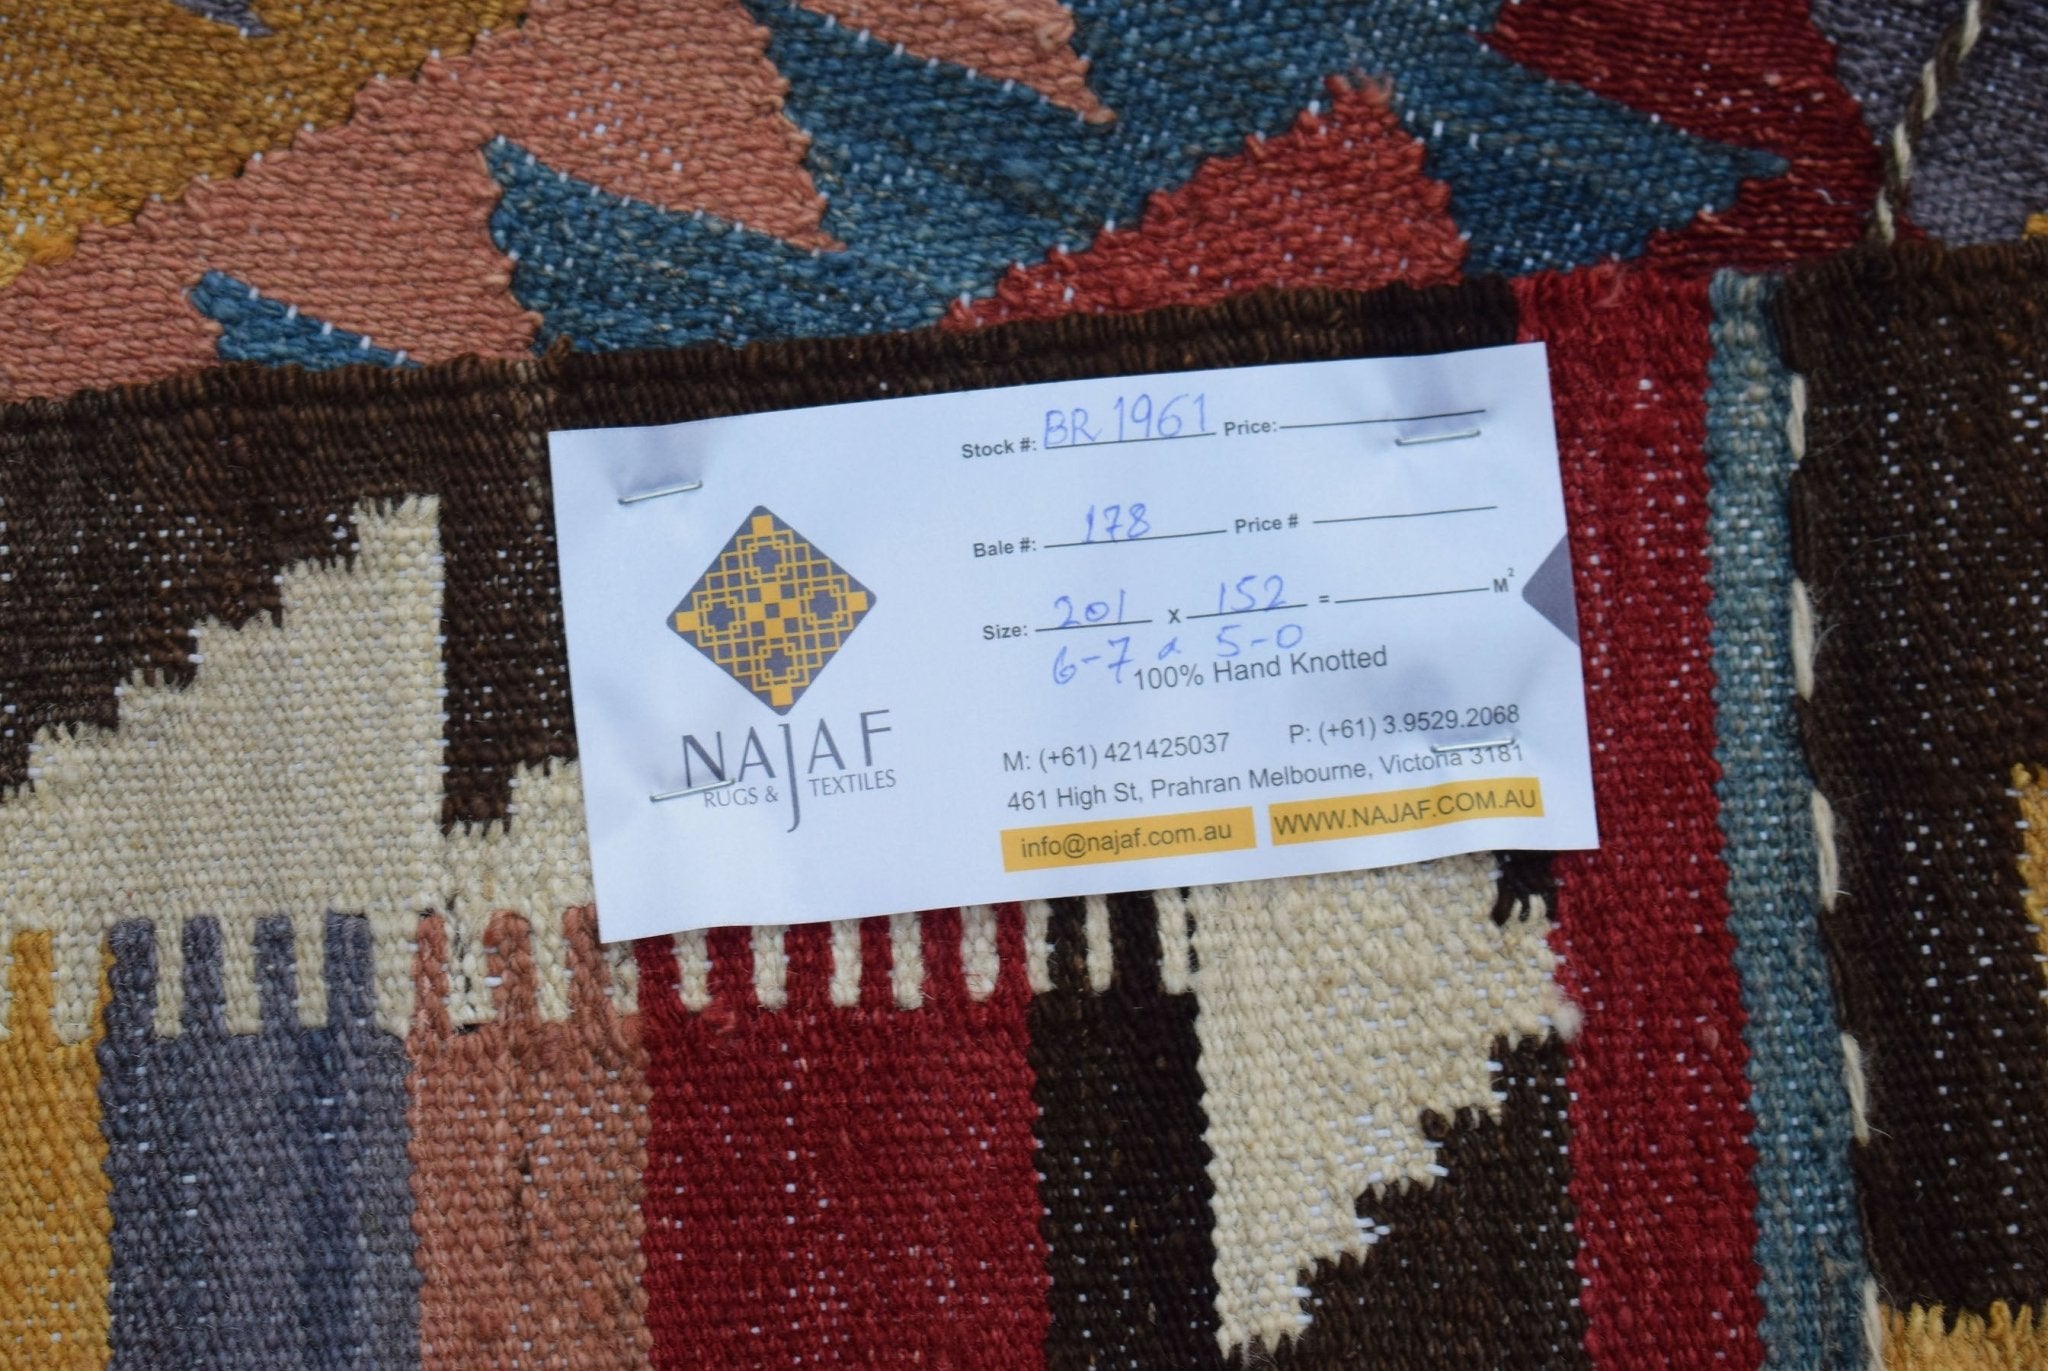 Stock #: BR 1961 Price:
Bale #: 178 Price #
Size: 201 x 152 = M²
6-7 x 5-0
100% Hand Knotted
NAJAF
RUGS & TEXTILES
M: (+61) 421425037 P: (+61) 3.9529.2068
461 High St, Prahran Melbourne, Victoria 3181
info@najaf.com.au WWW.NAJAF.COM.AU